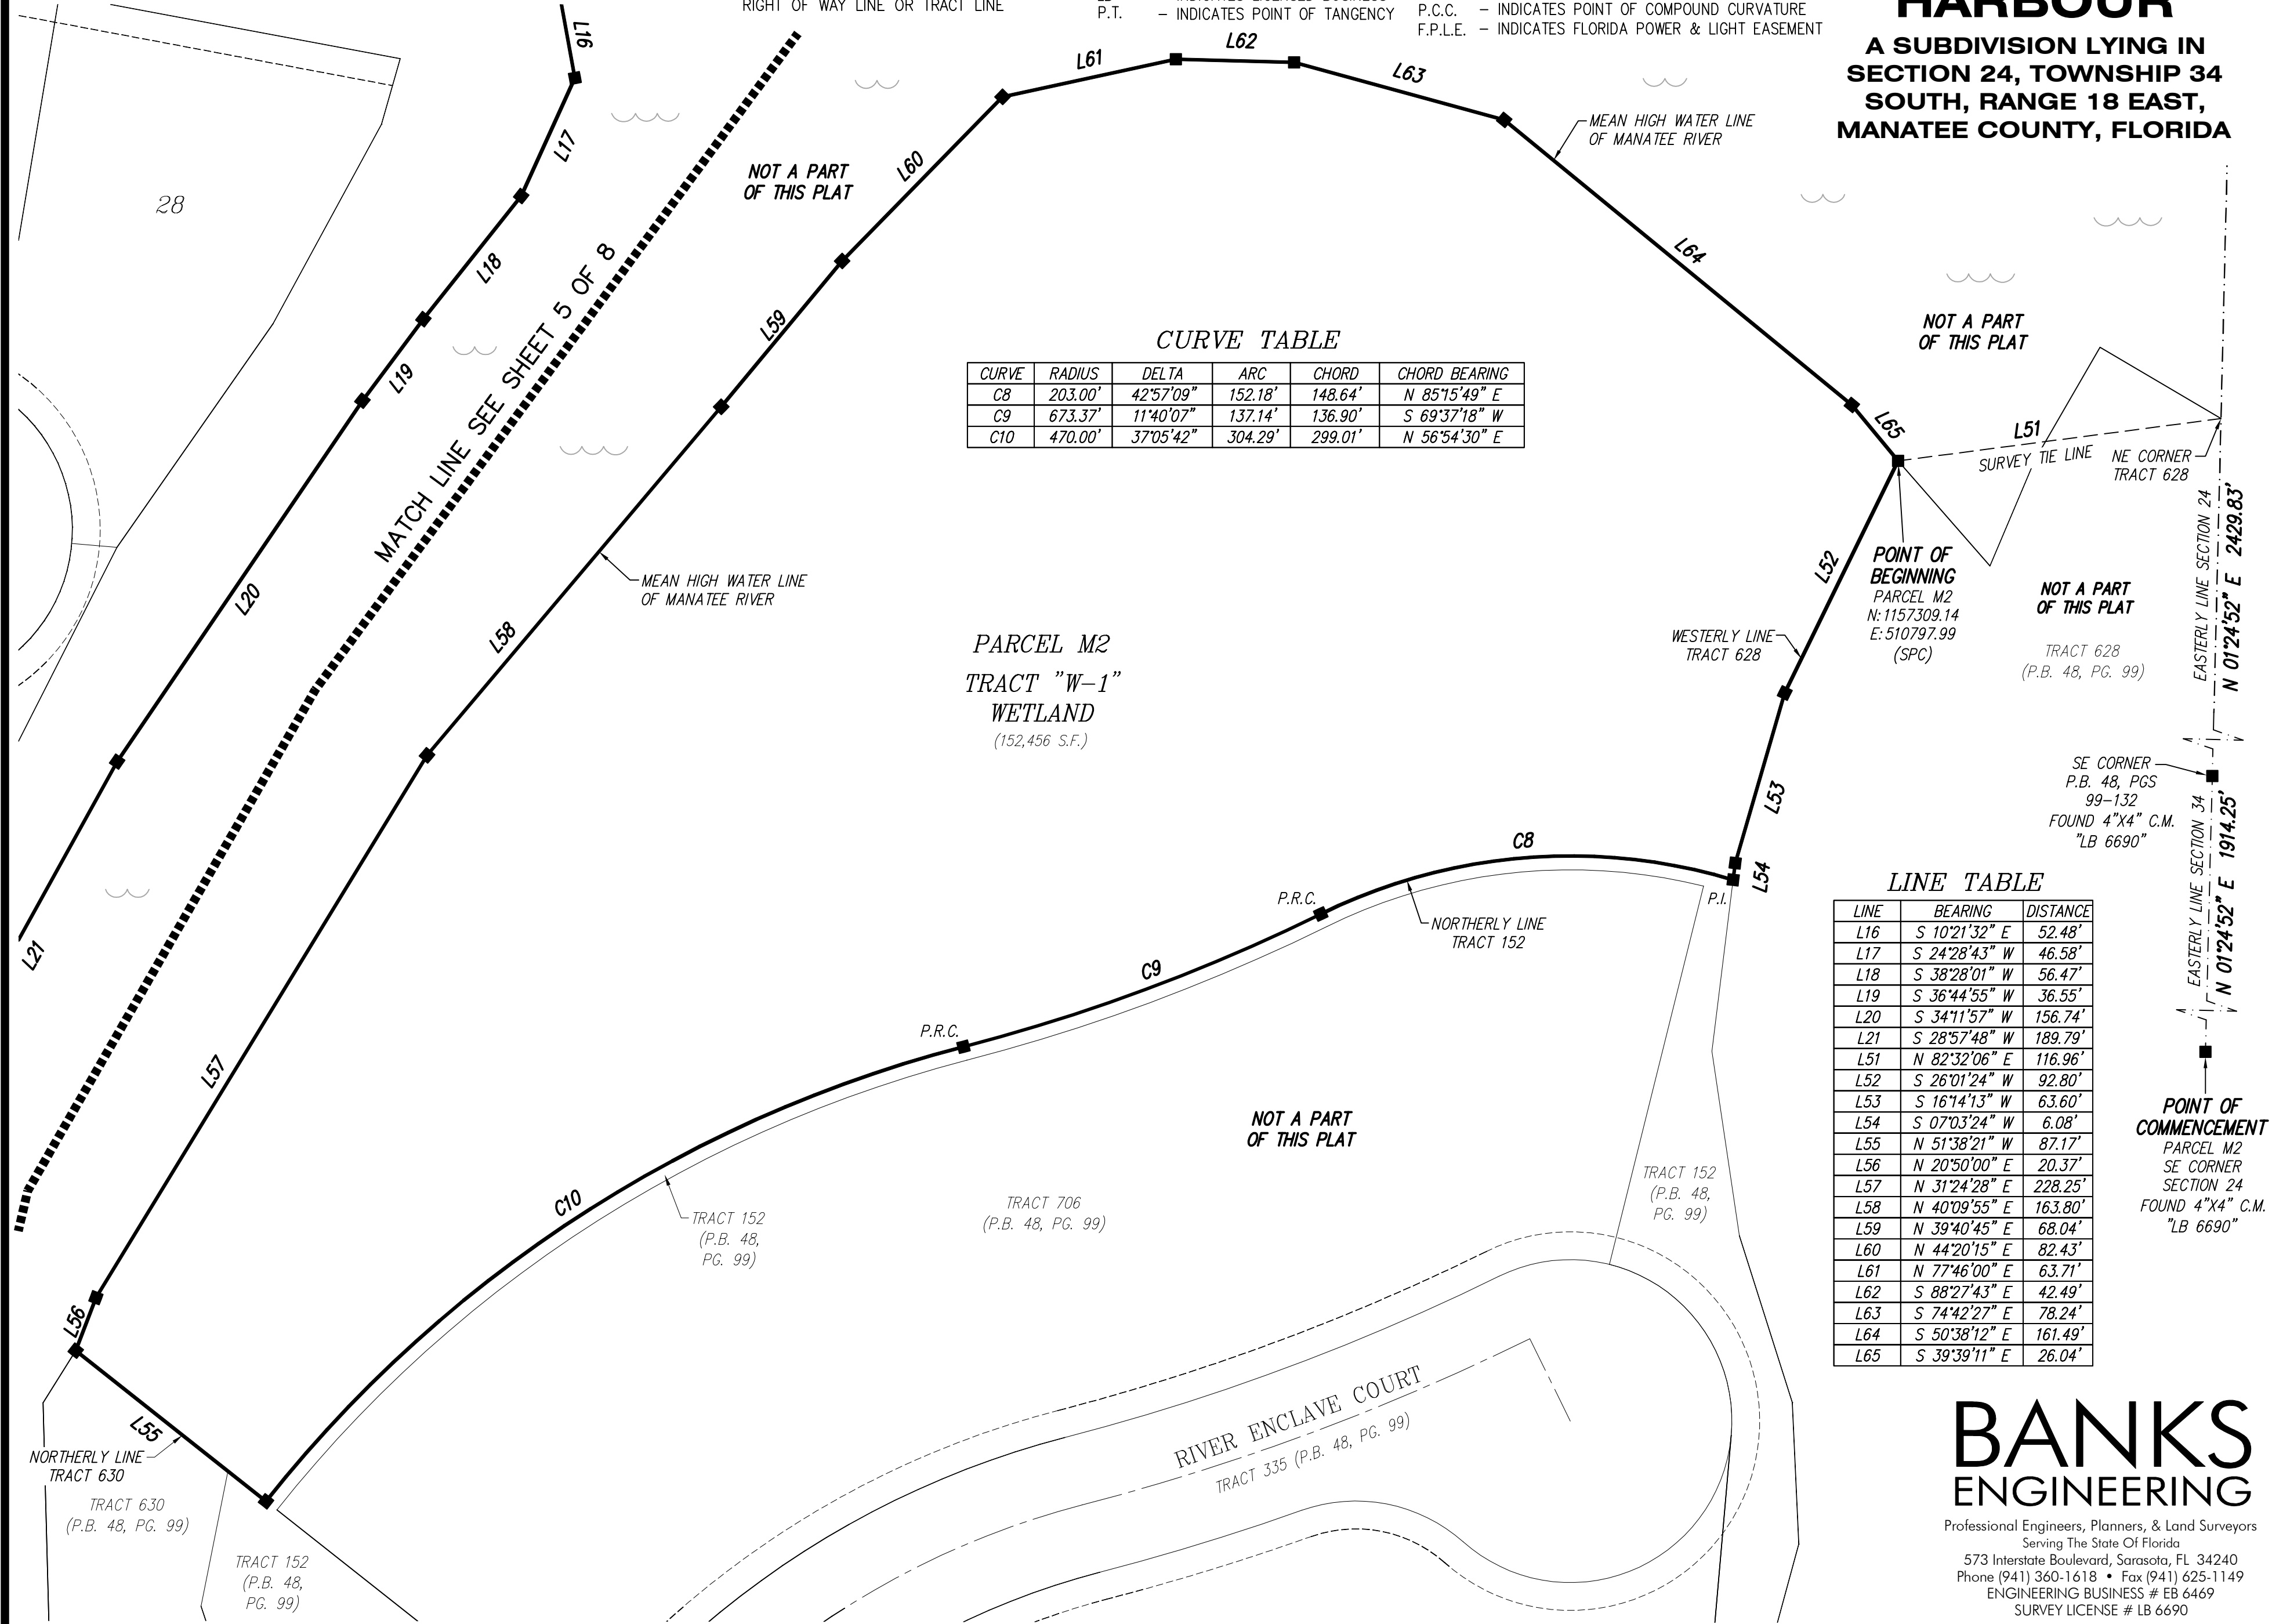 RIGHT OF WAY LINE OR TRACT LINE
P.T. – INDICATES POINT OF TANGENCY
P.C.C. – INDICATES POINT OF COMPOUND CURVATURE
F.P.L.E. – INDICATES FLORIDA POWER & LIGHT EASEMENT
HARBOUR
A SUBDIVISION LYING IN
SECTION 24, TOWNSHIP 34
SOUTH, RANGE 18 EAST,
MANATEE COUNTY, FLORIDA
L16
L17
L18
L19
L20
L21
28
MATCH LINE SEE SHEET 5 OF 8
NOT A PART
OF THIS PLAT
L61
L62
L63
L60
L59
L58
L57
L56
L64
L65
MEAN HIGH WATER LINE
OF MANATEE RIVER
NOT A PART
OF THIS PLAT
L51
SURVEY TIE LINE
NE CORNER
TRACT 628
CURVE TABLE
CURVE RADIUS DELTA ARC CHORD CHORD BEARING
C8 203.00' 42°57'09" 152.18' 148.64' N 85°15'49" E
C9 673.37' 11°40'07" 137.14' 136.90' S 69°37'18" W
C10 470.00' 37°05'42" 304.29' 299.01' N 56°54'30" E
MEAN HIGH WATER LINE
OF MANATEE RIVER
PARCEL M2
TRACT "W–1"
WETLAND
(152,456 S.F.)
L52
L53
L54
WESTERLY LINE
TRACT 628
POINT OF
BEGINNING
PARCEL M2
N: 1157309.14
E: 510797.99
(SPC)
NOT A PART
OF THIS PLAT
TRACT 628
(P.B. 48, PG. 99)
EASTERLY LINE SECTION 24
N 01°24'52" E 2429.83'
SE CORNER
P.B. 48, PGS
99–132
FOUND 4"X4" C.M.
"LB 6690"
EASTERLY LINE SECTION 34
N 01°24'52" E 1914.25'
POINT OF
COMMENCEMENT
PARCEL M2
SE CORNER
SECTION 24
FOUND 4"X4" C.M.
"LB 6690"
C8
P.R.C.
P.I.
NORTHERLY LINE
TRACT 152
C9
P.R.C.
C10
TRACT 152
(P.B. 48,
PG. 99)
NOT A PART
OF THIS PLAT
TRACT 706
(P.B. 48, PG. 99)
TRACT 152
(P.B. 48,
PG. 99)
L55
NORTHERLY LINE
TRACT 630
TRACT 630
(P.B. 48, PG. 99)
TRACT 152
(P.B. 48,
PG. 99)
RIVER ENCLAVE COURT
TRACT 335 (P.B. 48, PG. 99)
LINE TABLE
LINE BEARING DISTANCE
L16 S 10°21'32" E 52.48'
L17 S 24°28'43" W 46.58'
L18 S 38°28'01" W 56.47'
L19 S 36°44'55" W 36.55'
L20 S 34°11'57" W 156.74'
L21 S 28°57'48" W 189.79'
L51 N 82°32'06" E 116.96'
L52 S 26°01'24" W 92.80'
L53 S 16°14'13" W 63.60'
L54 S 07°03'24" W 6.08'
L55 N 51°38'21" W 87.17'
L56 N 20°50'00" E 20.37'
L57 N 31°24'28" E 228.25'
L58 N 40°09'55" E 163.80'
L59 N 39°40'45" E 68.04'
L60 N 44°20'15" E 82.43'
L61 N 77°46'00" E 63.71'
L62 S 88°27'43" E 42.49'
L63 S 74°42'27" E 78.24'
L64 S 50°38'12" E 161.49'
L65 S 39°39'11" E 26.04'
BANKS
ENGINEERING
Professional Engineers, Planners, & Land Surveyors
Serving The State Of Florida
573 Interstate Boulevard, Sarasota, FL 34240
Phone (941) 360-1618 • Fax (941) 625-1149
ENGINEERING BUSINESS # EB 6469
SURVEY LICENSE # LB 6690